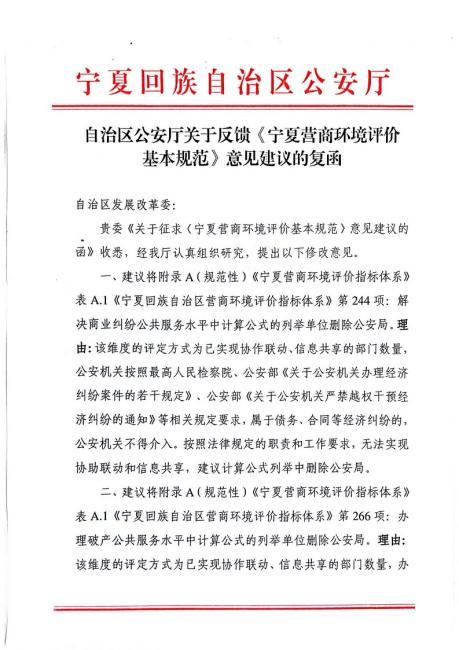 宁夏回族自治区公安厅
自治区公安厅关于反馈《宁夏营商环境评价
基本规范》意见建议的复函
自治区发展改革委：
贵委《关于征求〈宁夏营商环境评价基本规范〉意见建议的
函》收悉，经我厅认真组织研究，提出以下修改意见。
一、建议将附录 A（规范性）《宁夏营商环境评价指标体系》
表 A.1《宁夏回族自治区营商环境评价指标体系》第 244 项：解
决商业纠纷公共服务水平中计算公式的列举单位删除公安局。理
由：该维度的评定方式为已实现协作联动、信息共享的部门数量，
公安机关按照最高人民检察院、公安部《关于公安机关办理经济
纠纷案件的若干规定》、公安部《关于公安机关严禁越权干预经
济纠纷的通知》等相关规定要求，属于债务、合同等经济纠纷的，
公安机关不得介入。按照法律规定的职责和工作要求，无法实现
协助联动和信息共享，建议计算公式列举中删除公安局。
二、建议将附录 A（规范性）《宁夏营商环境评价指标体系》
表 A.1《宁夏回族自治区营商环境评价指标体系》第 266 项：办
理破产公共服务水平中计算公式的列举单位删除公安局。理由：
该维度的评定方式为已实现协作联动、信息共享的部门数量，办